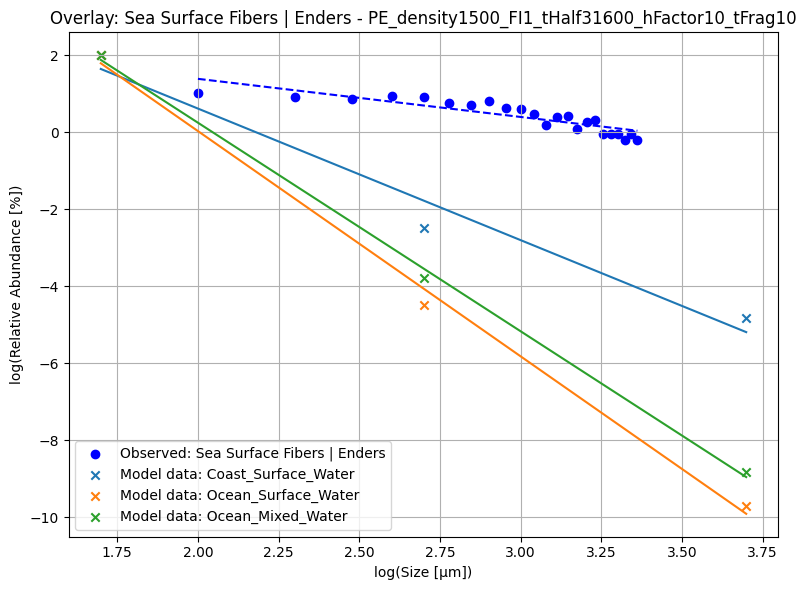 Overlay: Sea Surface Fibers | Enders - PE_density1500_FI1_tHalf31600_hFactor10_tFrag10
log(Relative Abundance [%])
2
0
−2
−4
−6
−8
−10
Observed: Sea Surface Fibers | Enders
Model data: Coast_Surface_Water
Model data: Ocean_Surface_Water
Model data: Ocean_Mixed_Water
1.75 2.00 2.25 2.50 2.75 3.00 3.25 3.50 3.75
log(Size [μm])